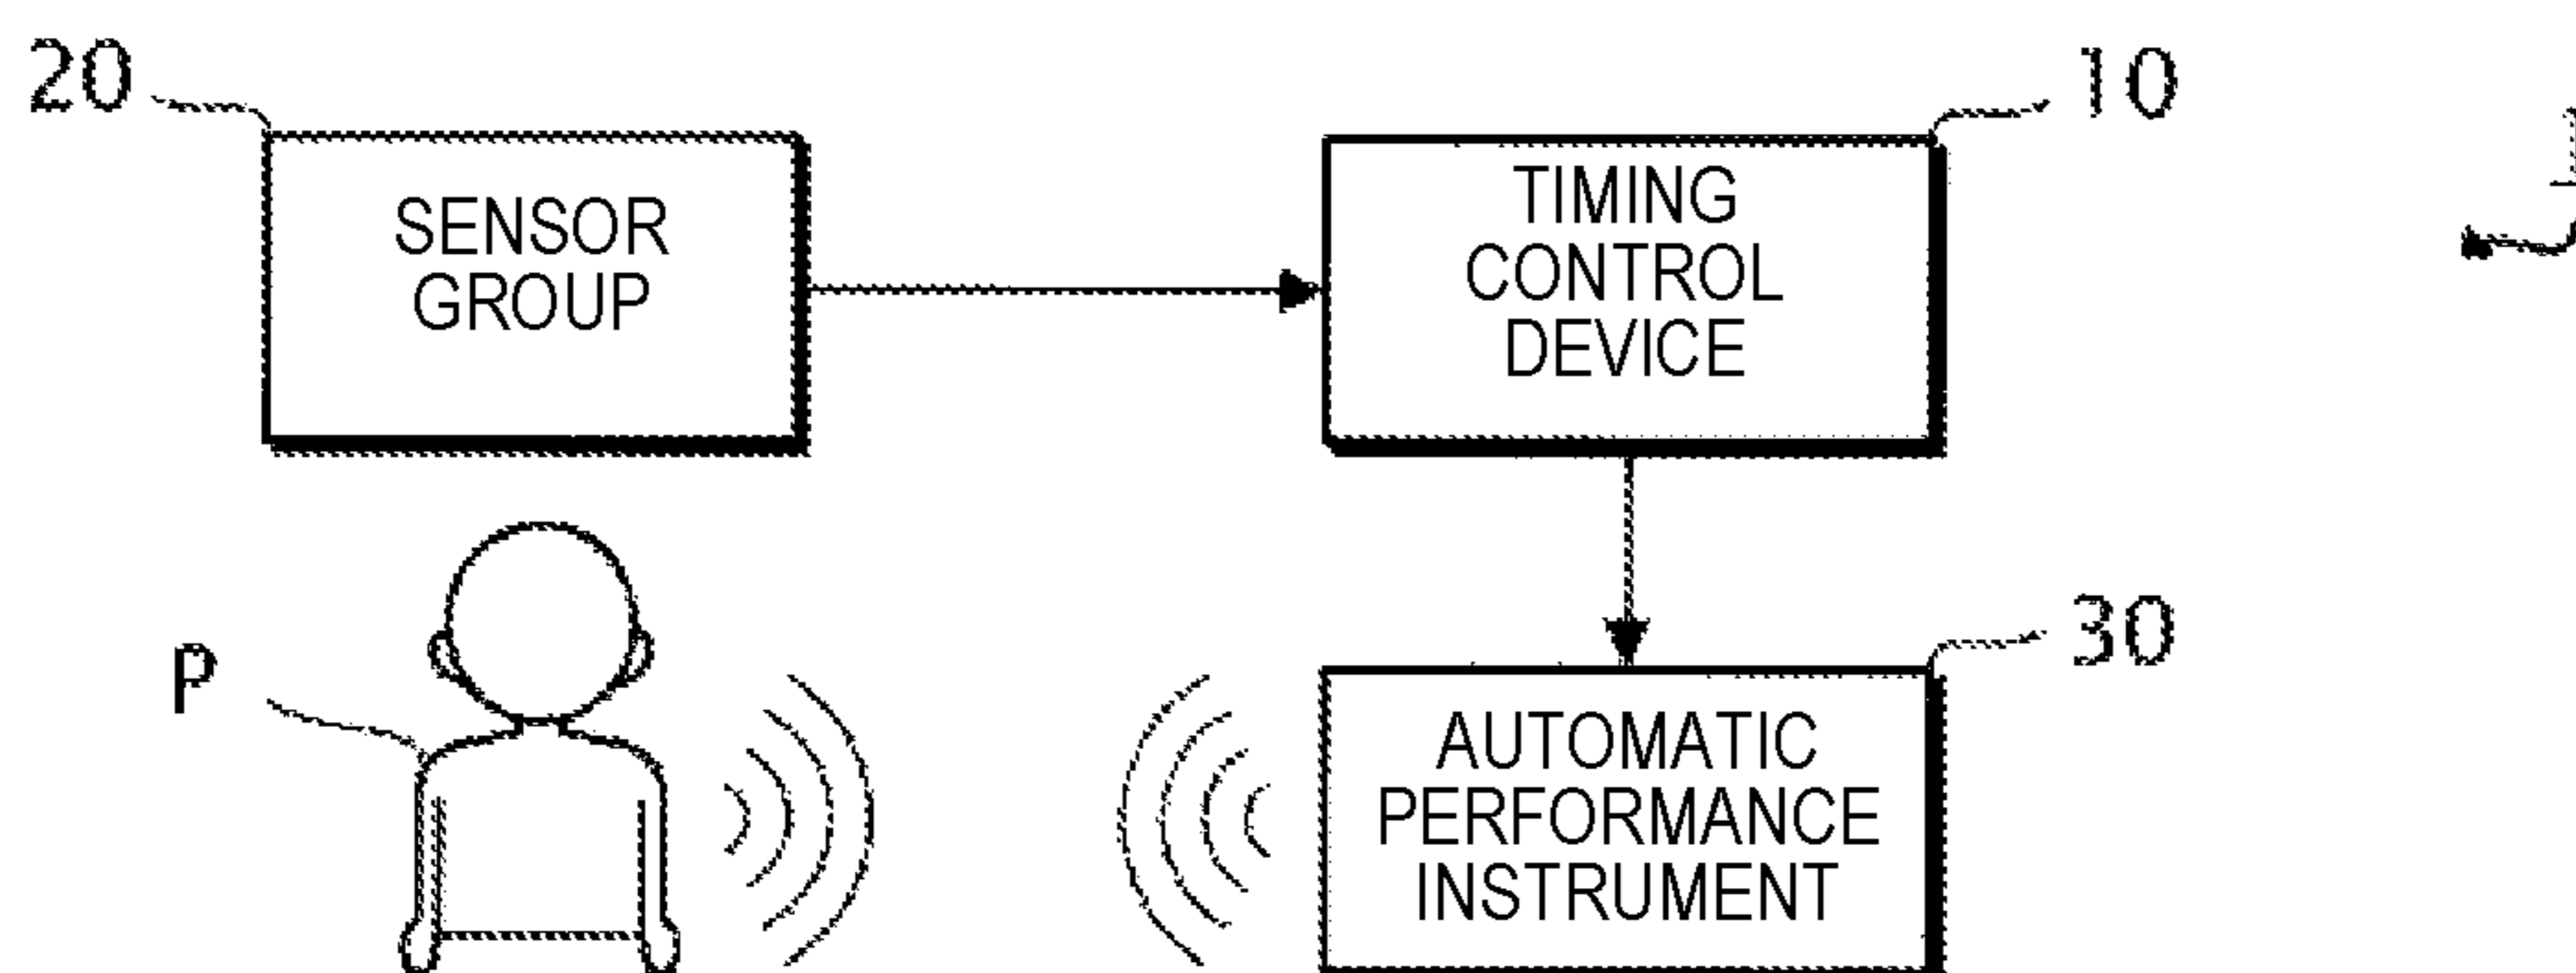 20
10
SENSOR
GROUP
TIMING
CONTROL
DEVICE
P
30
AUTOMATIC
PERFORMANCE
INSTRUMENT